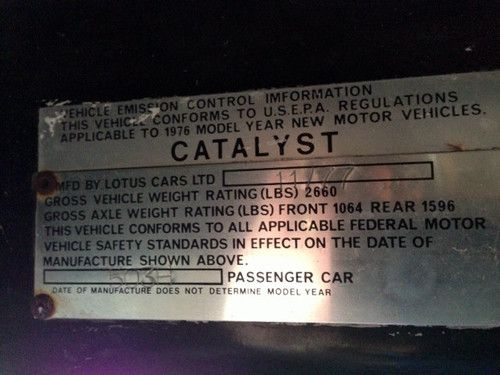 VEHICLE EMISSION CONTROL IMFORMATION
THIS VEHICLE CONFORMS TO U.S.E.P.A. REGULATIONS
APPLICABLE TO 1976 MODEL YEAR NEW MOTOR VEHICLES.
CATALYST
MFD BY LOTUS CARS LTD 11/77
GROSS VEHICLE WEIGHT RATING (LBS) 2660
GROSS AXLE WEIGHT RATING (LBS) FRONT 1064 REAR 1596
THIS VEHICLE CONFORMS TO ALL APPLICABLE FEDERAL MOTOR
VEHICLE SAFETY STANDARDS IN EFFECT ON THE DATE OF
MANUFACTURE SHOWN ABOVE.
PASSENGER CAR
DATE OF MANUFACTURE DOES NOT DETERMINE MODEL YEAR